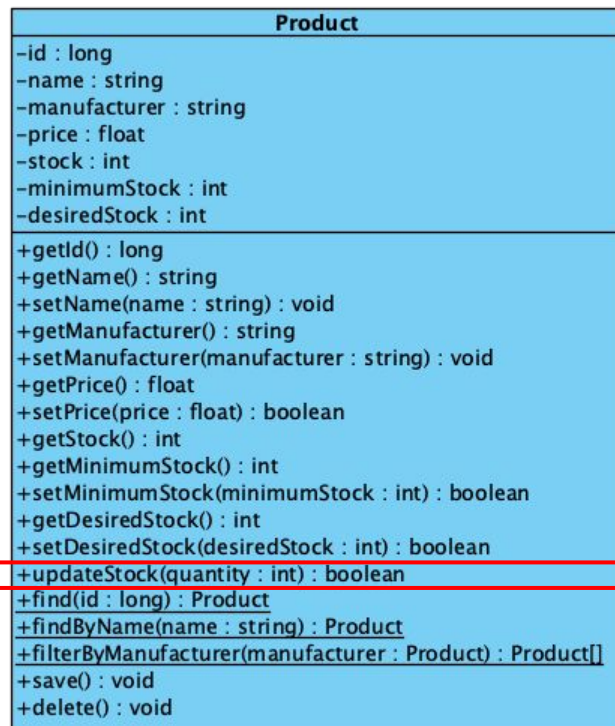 Product
-id : long
-name : string
-manufacturer : string
-price : float
-stock : int
-minimumStock : int
-desiredStock : int
+getId() : long
+getName() : string
+setName(name : string) : void
+getManufacturer() : string
+setManufacturer(manufacturer : string) : void
+getPrice() : float
+setPrice(price : float) : boolean
+getStock() : int
+getMinimumStock() : int
+setMinimumStock(minimumStock : int) : boolean
+getDesiredStock() : int
+setDesiredStock(desiredStock : int) : boolean
+updateStock(quantity : int) : boolean
+find(id : long) : Product
+findByName(name : string) : Product
+filterByManufacturer(manufacturer : Product) : Product[]
+save() : void
+delete() : void